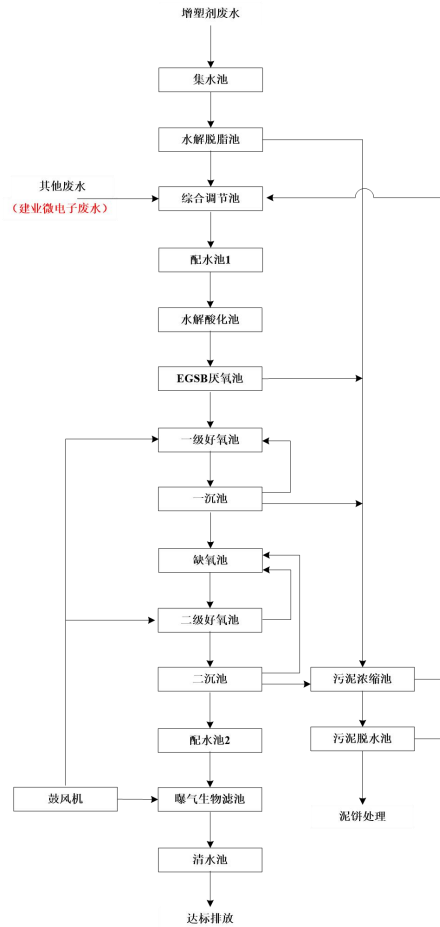 增塑剂废水
集水池
水解脱脂池
其他废水
（建业微电子废水）
综合调节池
配水池1
水解酸化池
EGSB厌氧池
一级好氧池
一沉池
缺氧池
二级好氧池
二沉池
污泥浓缩池
配水池2
污泥脱水池
鼓风机
曝气生物滤池
泥饼处理
清水池
达标排放